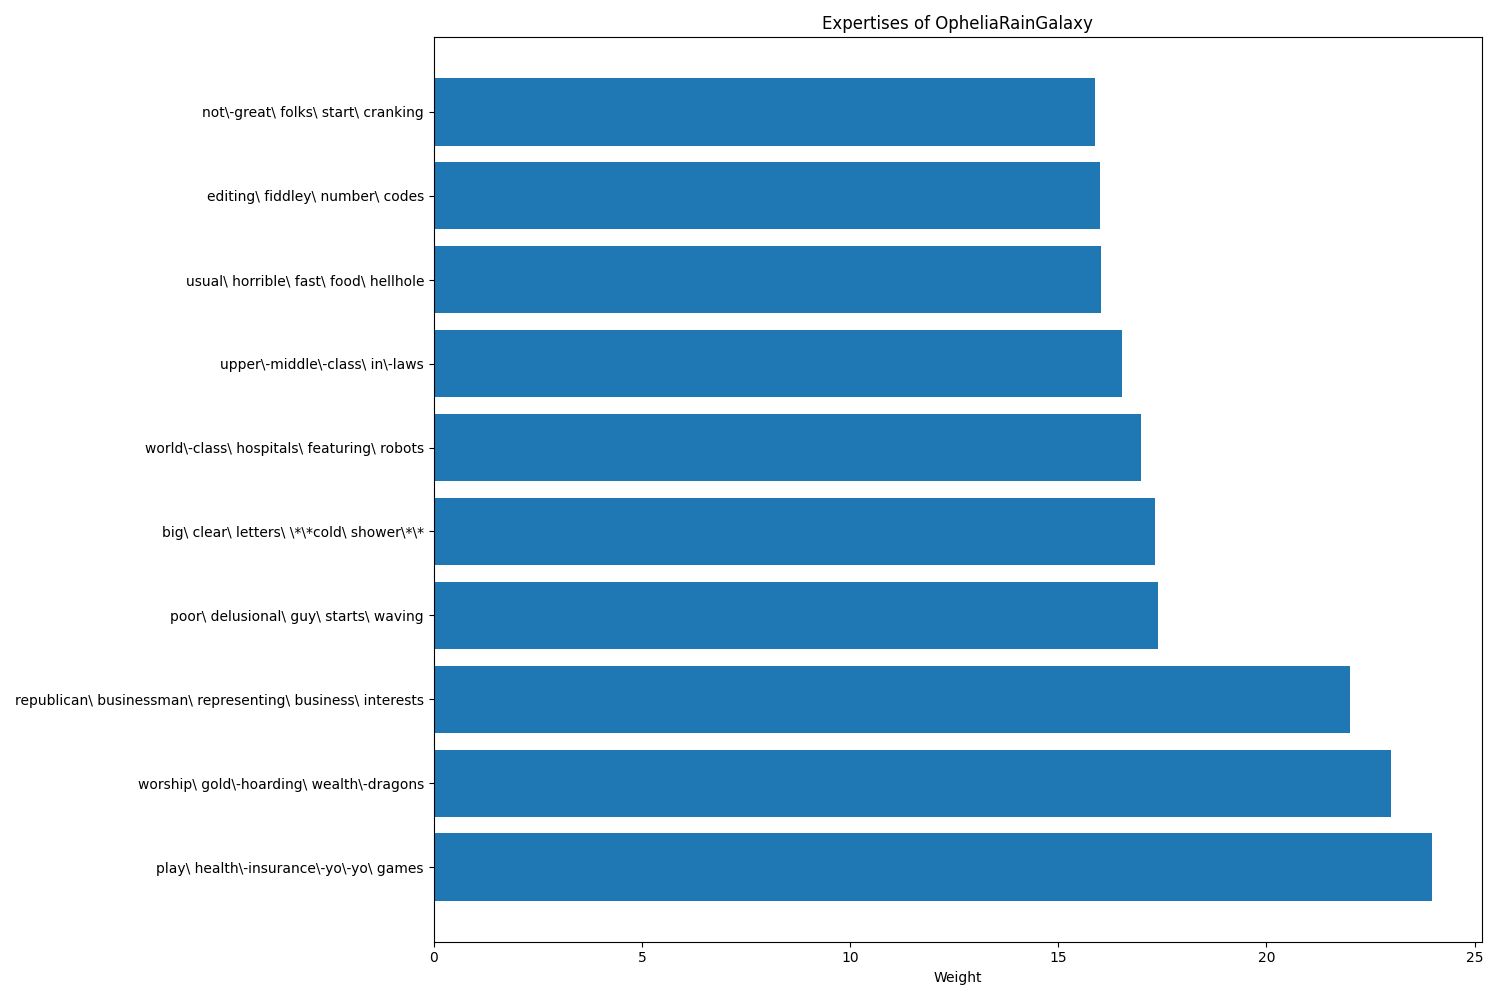 Expertises of OpheliaRainGalaxy
not\-great\ folks\ start\ cranking
editing\ fiddley\ number\ codes
usual\ horrible\ fast\ food\ hellhole
upper\-middle\-class\ in\-laws
world\-class\ hospitals\ featuring\ robots
big\ clear\ letters\ \*\*cold\ shower\*\*
poor\ delusional\ guy\ starts\ waving
republican\ businessman\ representing\ business\ interests
worship\ gold\-hoarding\ wealth\-dragons
play\ health\-insurance\-yo\-yo\ games
0 5 10 15 20 25
Weight